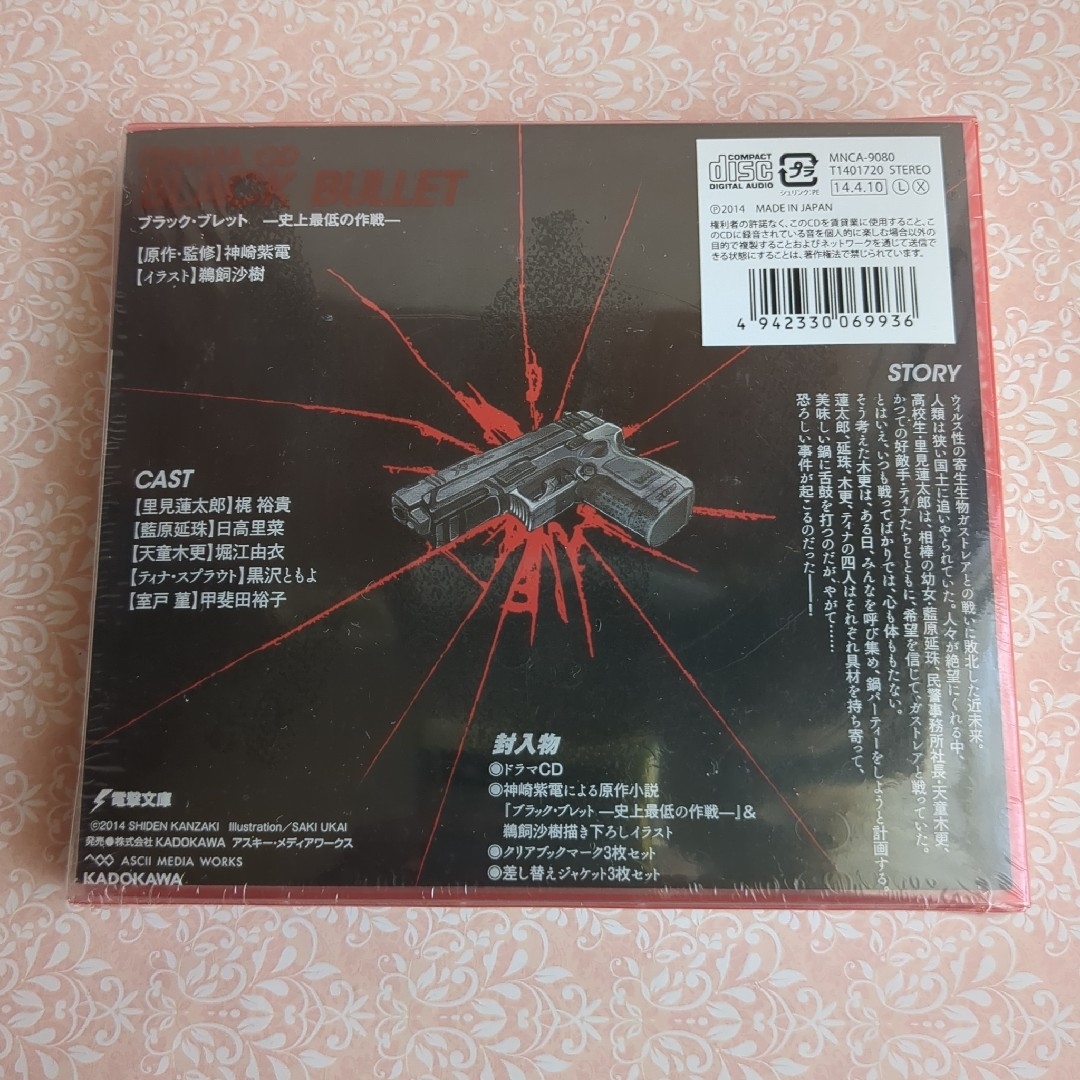 DRAMA CD
BLACK BULLET
ブラック・ブレット ―史上最低の作戦―
【原作・監修】神崎紫電
【イラスト】鵜飼沙樹
COMPACT
disc
DIGITAL AUDIO
プラ
シュリンク:PE
MNCA-9080
T1401720 STEREO
14.4.10 L X
Ⓟ2014 MADE IN JAPAN
権利者の許諾なく、このCDを賃貸業に使用すること、こ
のCDに録音されている音を個人的に楽しむ場合以外の
目的で複製することおよびネットワークを通じて送信で
きる状態にすることは、著作権法で禁じられています。
4 942330 069936
STORY
ウィルス性の寄生生物ガストレアとの戦いに敗北した近未来。
人類は狭い国土に追いやられていた。人々が絶望にくれる中、
高校生・里見蓮太郎は、相棒の幼女・藍原延珠、民警事務所社長・天童木更、
かつての好敵手・ティナたちとともに、希望を信じて、ガストレアと戦っていた。
とはいえ、いつも戦ってばかりでは、心も体ももたない。
そう考えた木更は、ある日、みんなを呼び集め、鍋パーティーをしようと計画する。
蓮太郎、延珠、木更、ティナの四人はそれぞれ具材を持ち寄って、
美味しい鍋に舌鼓を打つのだが、やがて……
恐ろしい事件が起こるのだった――！
CAST
【里見蓮太郎】梶 裕貴
【藍原延珠】日高里菜
【天童木更】堀江由衣
【ティナ・スプラウト】黒沢ともよ
【室戸 菫】甲斐田裕子
封入物
◉ドラマCD
◉神崎紫電による原作小説
『ブラック・ブレット ―史上最低の作戦―』＆
鵜飼沙樹描き下ろしイラスト
◉クリアブックマーク3枚セット
◉差し替えジャケット3枚セット
電撃文庫
©2014 SHIDEN KANZAKI Illustration／SAKI UKAI
発売●株式会社 KADOKAWA アスキー・メディアワークス
ASCII MEDIA WORKS
KADOKAWA